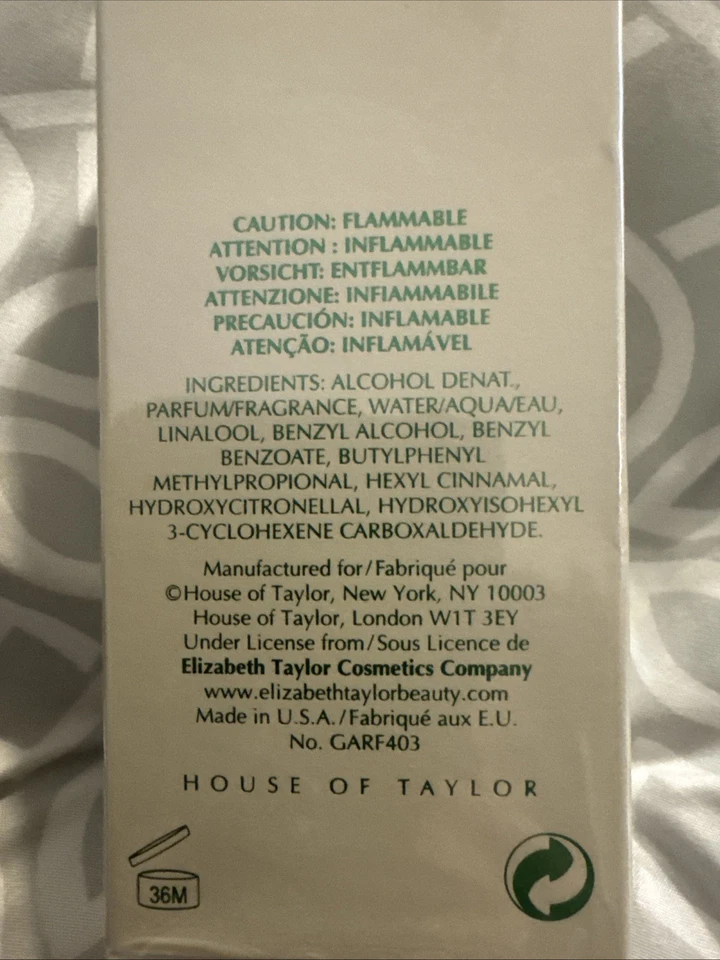 CAUTION: FLAMMABLE
ATTENTION : INFLAMMABLE
VORSICHT: ENTFLAMMBAR
ATTENZIONE: INFIAMMABILE
PRECAUCIÓN: INFLAMABLE
ATENÇÃO: INFLAMÁVEL
INGREDIENTS: ALCOHOL DENAT.,
PARFUM/FRAGRANCE, WATER/AQUA/EAU,
LINALOOL, BENZYL ALCOHOL, BENZYL
BENZOATE, BUTYLPHENYL
METHYLPROPIONAL, HEXYL CINNAMAL,
HYDROXYCITRONELLAL, HYDROXYISOHEXYL
3-CYCLOHEXENE CARBOXALDEHYDE.
Manufactured for/Fabriqué pour
©House of Taylor, New York, NY 10003
House of Taylor, London W1T 3EY
Under License from/Sous Licence de
Elizabeth Taylor Cosmetics Company
www.elizabethtaylorbeauty.com
Made in U.S.A./Fabriqué aux E.U.
No. GARF403
HOUSE OF TAYLOR
36M